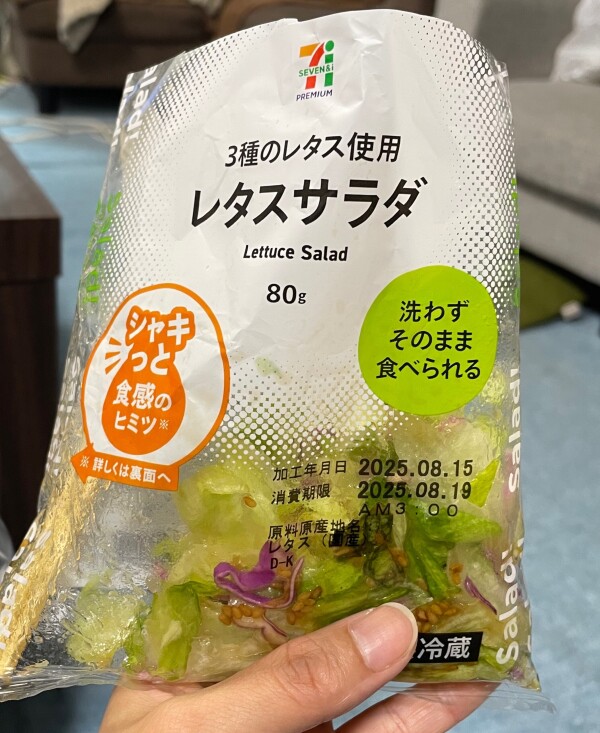 7i
SEVEN&i
PREMIUM
3種のレタス使用
レタスサラダ
Lettuce Salad
80g
シャキ
っと
食感の
ヒミツ※
※ 詳しくは裏面へ
洗わず
そのまま
食べられる
加工年月日 2025.08.15
消費期限 2025.08.19
AM3:00
原料原産地名
レタス(国産)
D-K
冷蔵
Salad
Salad